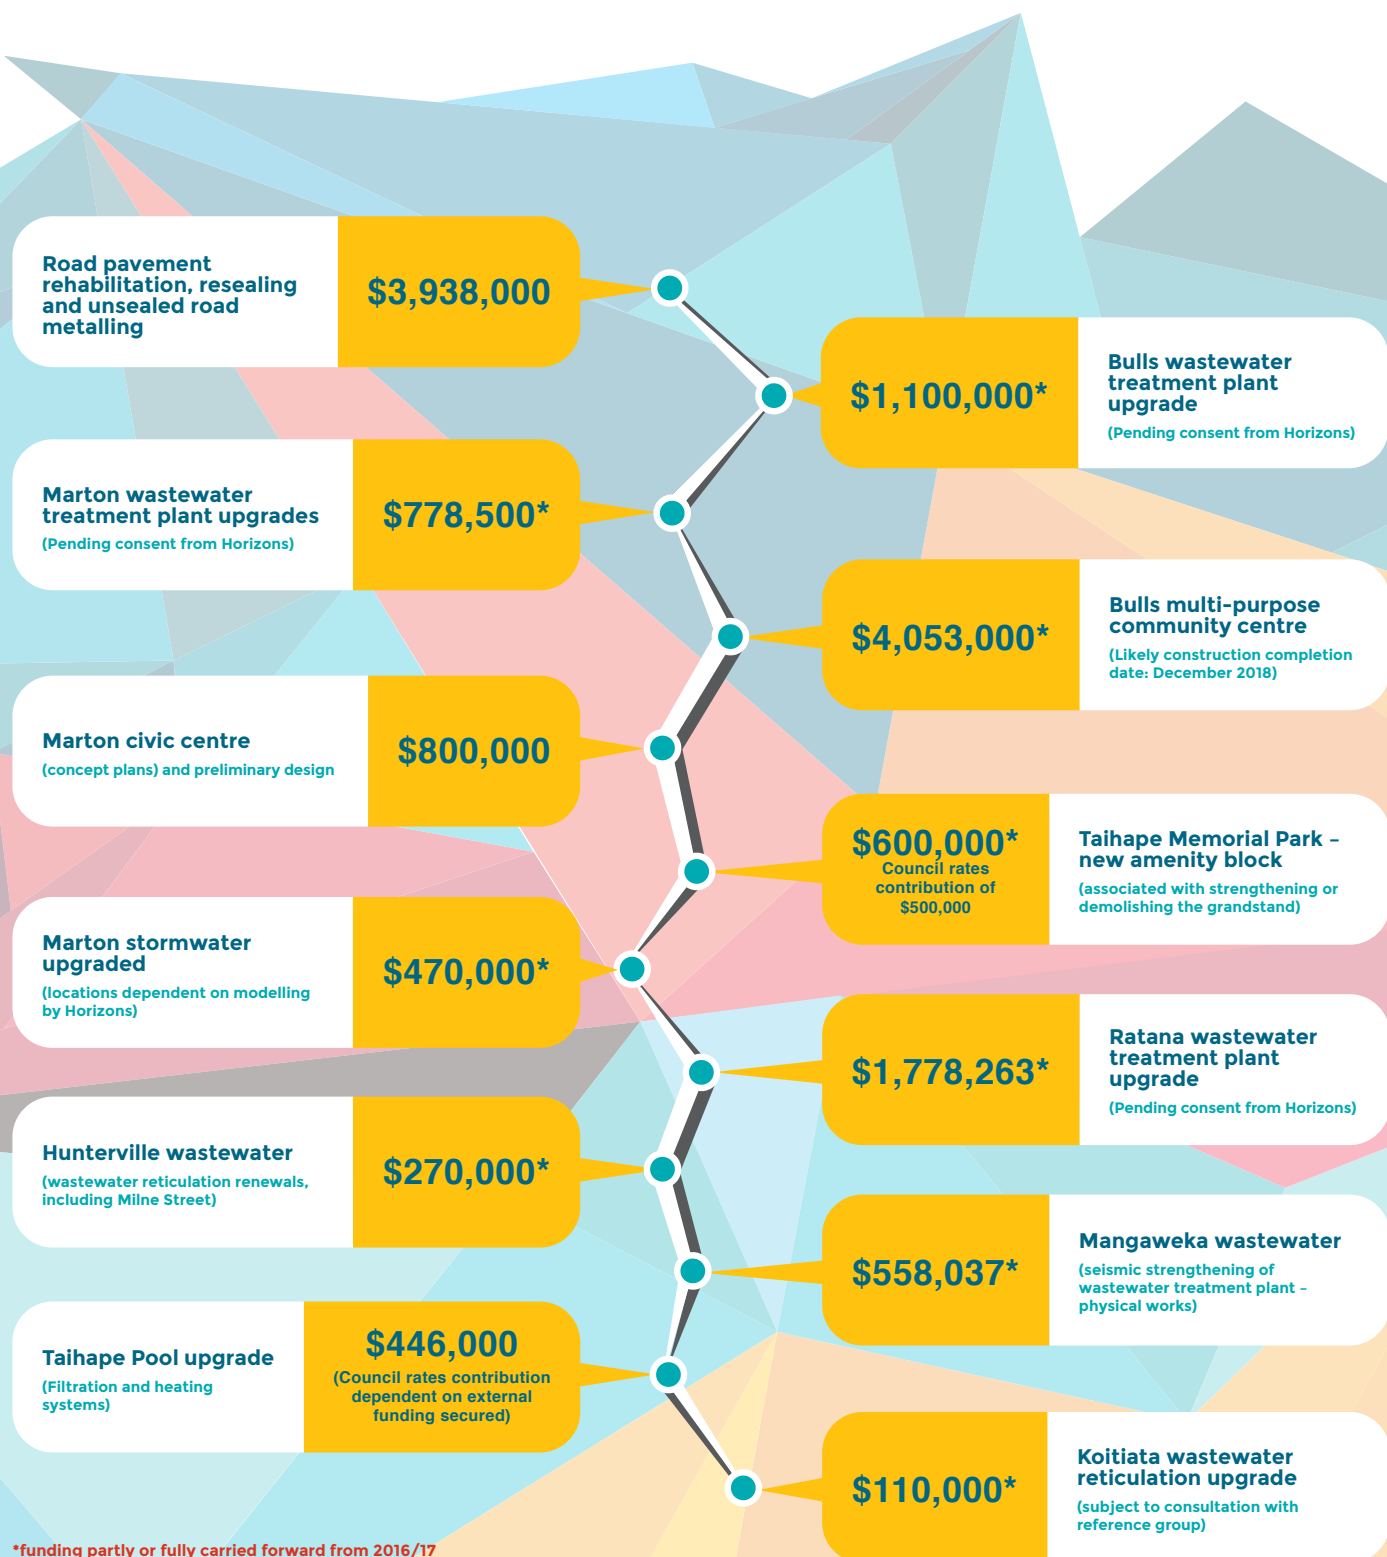 Road pavement
rehabilitation, resealing
and unsealed road
metalling
$3,938,000
$1,100,000*
Bulls wastewater
treatment plant
upgrade
(Pending consent from Horizons)
Marton wastewater
treatment plant upgrades
(Pending consent from Horizons)
$778,500*
$4,053,000*
Bulls multi-purpose
community centre
(Likely construction completion
date: December 2018)
Marton civic centre
(concept plans) and preliminary design
$800,000
$600,000*
Council rates
contribution of
$500,000
Taihape Memorial Park –
new amenity block
(associated with strengthening or
demolishing the grandstand)
Marton stormwater
upgraded
(locations dependent on modelling
by Horizons)
$470,000*
$1,778,263*
Ratana wastewater
treatment plant
upgrade
(Pending consent from Horizons)
Hunterville wastewater
(wastewater reticulation renewals,
including Milne Street)
$270,000*
$558,037*
Mangaweka wastewater
(seismic strengthening of
wastewater treatment plant –
physical works)
Taihape Pool upgrade
(Filtration and heating
systems)
$446,000
(Council rates contribution
dependent on external
funding secured)
$110,000*
Koitiata wastewater
reticulation upgrade
(subject to consultation with
reference group)
*funding partly or fully carried forward from 2016/17